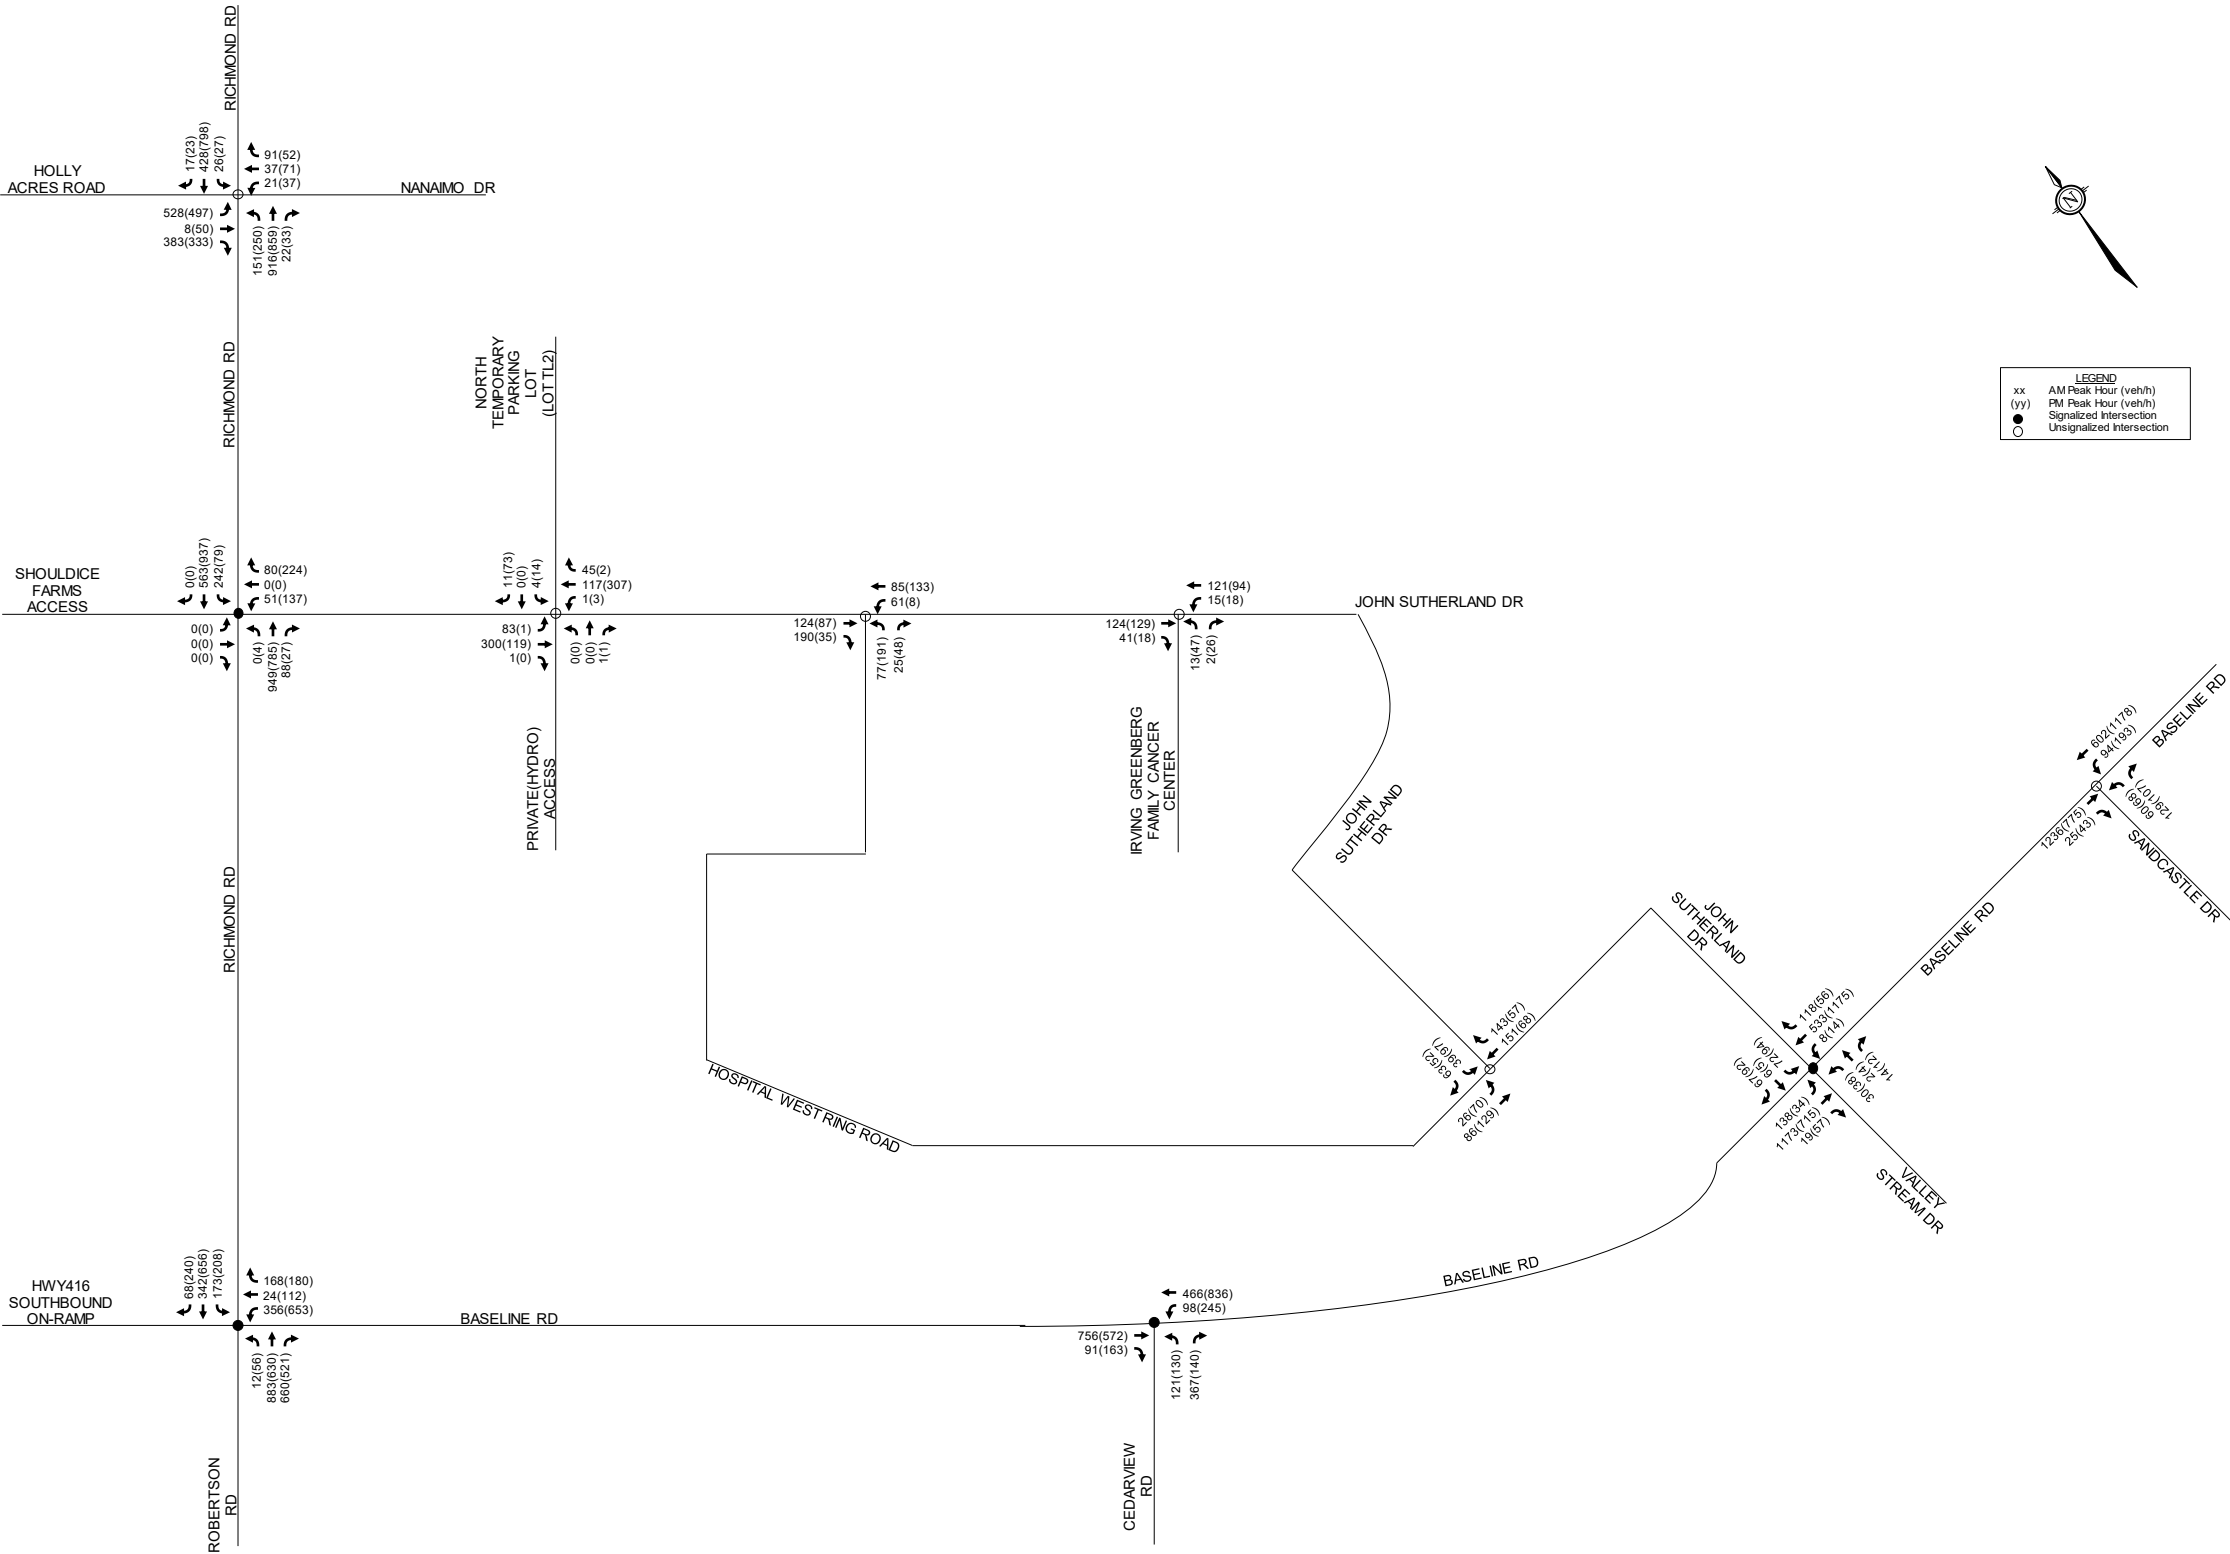 RICHMOND RD
17(23)
428(798)
26(27)
91(52)
37(71)
21(37)
HOLLY
ACRES ROAD
NANAIMO DR
528(497)
8(50)
383(333)
151(250)
916(859)
22(33)
N
RICHMOND RD
NORTH
TEMPORARY
PARKING
LOT
(LOT TL2)
LEGEND
xx AM Peak Hour (veh/h)
(yy) PM Peak Hour (veh/h)
Signalized Intersection
Unsignalized Intersection
SHOULDICE
FARMS
ACCESS
0(0)
563(937)
242(79)
80(224)
0(0)
51(137)
0(0)
0(0)
0(0)
0(4)
949(785)
88(27)
11(73)
0(0)
4(14)
45(2)
117(307)
1(3)
83(1)
300(119)
1(0)
0(0)
0(0)
1(1)
85(133)
61(8)
124(87)
190(35)
77(191)
25(48)
121(94)
15(18)
124(129)
41(18)
13(47)
2(26)
JOHN SUTHERLAND DR
PRIVATE(HYDRO)
ACCESS
IRVING GREENBERG
FAMILY CANCER
CENTER
JOHN
SUTHERLAND
DR
BASELINE RD
602(1178)
94(193)
129(107)
60(68)
1236(775)
25(43)
SANDCASTLE DR
RICHMOND RD
JOHN
SUTHERLAND
DR
BASELINE RD
HOSPITAL WEST RING ROAD
143(57)
151(68)
39(97)
63(52)
26(70)
86(129)
118(56)
533(1175)
8(14)
72(94)
6(5)
67(92)
14(12)
2(4)
30(38)
138(34)
1173(715)
19(57)
VALLEY
STREAM DR
HWY416
SOUTHBOUND
ON-RAMP
68(240)
342(656)
173(208)
168(180)
24(112)
356(653)
BASELINE RD
12(56)
883(630)
660(521)
BASELINE RD
466(836)
98(245)
756(572)
91(163)
121(130)
367(140)
ROBERTSON
RD
CEDARVIEW
RD